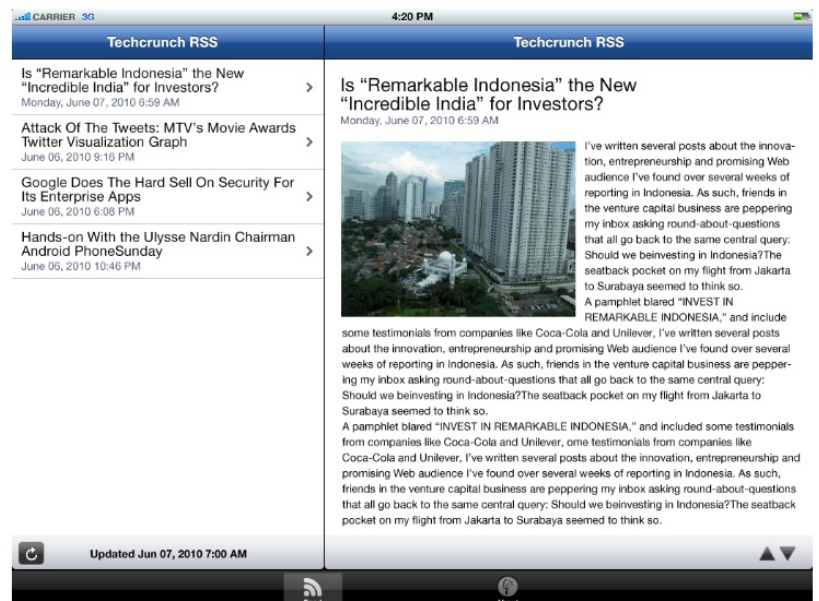 CARRIER 3G 4:20 PM
Techcrunch RSS
Is “Remarkable Indonesia” the New
“Incredible India” for Investors?
Monday, June 07, 2010 6:59 AM
Attack Of The Tweets: MTV’s Movie Awards
Twitter Visualization Graph
June 06, 2010 9:16 PM
Google Does The Hard Sell On Security For
Its Enterprise Apps
June 06, 2010 6:08 PM
Hands-on With the Ulysse Nardin Chairman
Android PhoneSunday
June 06, 2010 10:46 PM
Updated Jun 07, 2010 7:00 AM
Techcrunch RSS
Is “Remarkable Indonesia” the New
“Incredible India” for Investors?
Monday, June 07, 2010 6:59 AM
I’ve written several posts about the innova-
tion, entrepreneurship and promising Web
audience I’ve found over several weeks of
reporting in Indonesia. As such, friends in
the venture capital business are peppering
my inbox asking round-about-questions
that all go back to the same central query:
Should we beinvesting in Indonesia?The
seatback pocket on my flight from Jakarta
to Surabaya seemed to think so.
A pamphlet blared “INVEST IN
REMARKABLE INDONESIA,” and include
some testimonials from companies like Coca-Cola and Unilever, I’ve written several posts
about the innovation, entrepreneurship and promising Web audience I’ve found over several
weeks of reporting in Indonesia. As such, friends in the venture capital business are pepper-
ing my inbox asking round-about-questions that all go back to the same central query:
Should we beinvesting in Indonesia?The seatback pocket on my flight from Jakarta to
Surabaya seemed to think so.
A pamphlet blared “INVEST IN REMARKABLE INDONESIA,” and included some testimonials
from companies like Coca-Cola and Unilever, ome testimonials from companies like
Coca-Cola and Unilever, I’ve written several posts about the innovation, entrepreneurship and
promising Web audience I’ve found over several weeks of reporting in Indonesia. As such,
friends in the venture capital business are peppering my inbox asking round-about-questions
that all go back to the same central query: Should we beinvesting in Indonesia?The seatback
pocket on my flight from Jakarta to Surabaya seemed to think so.